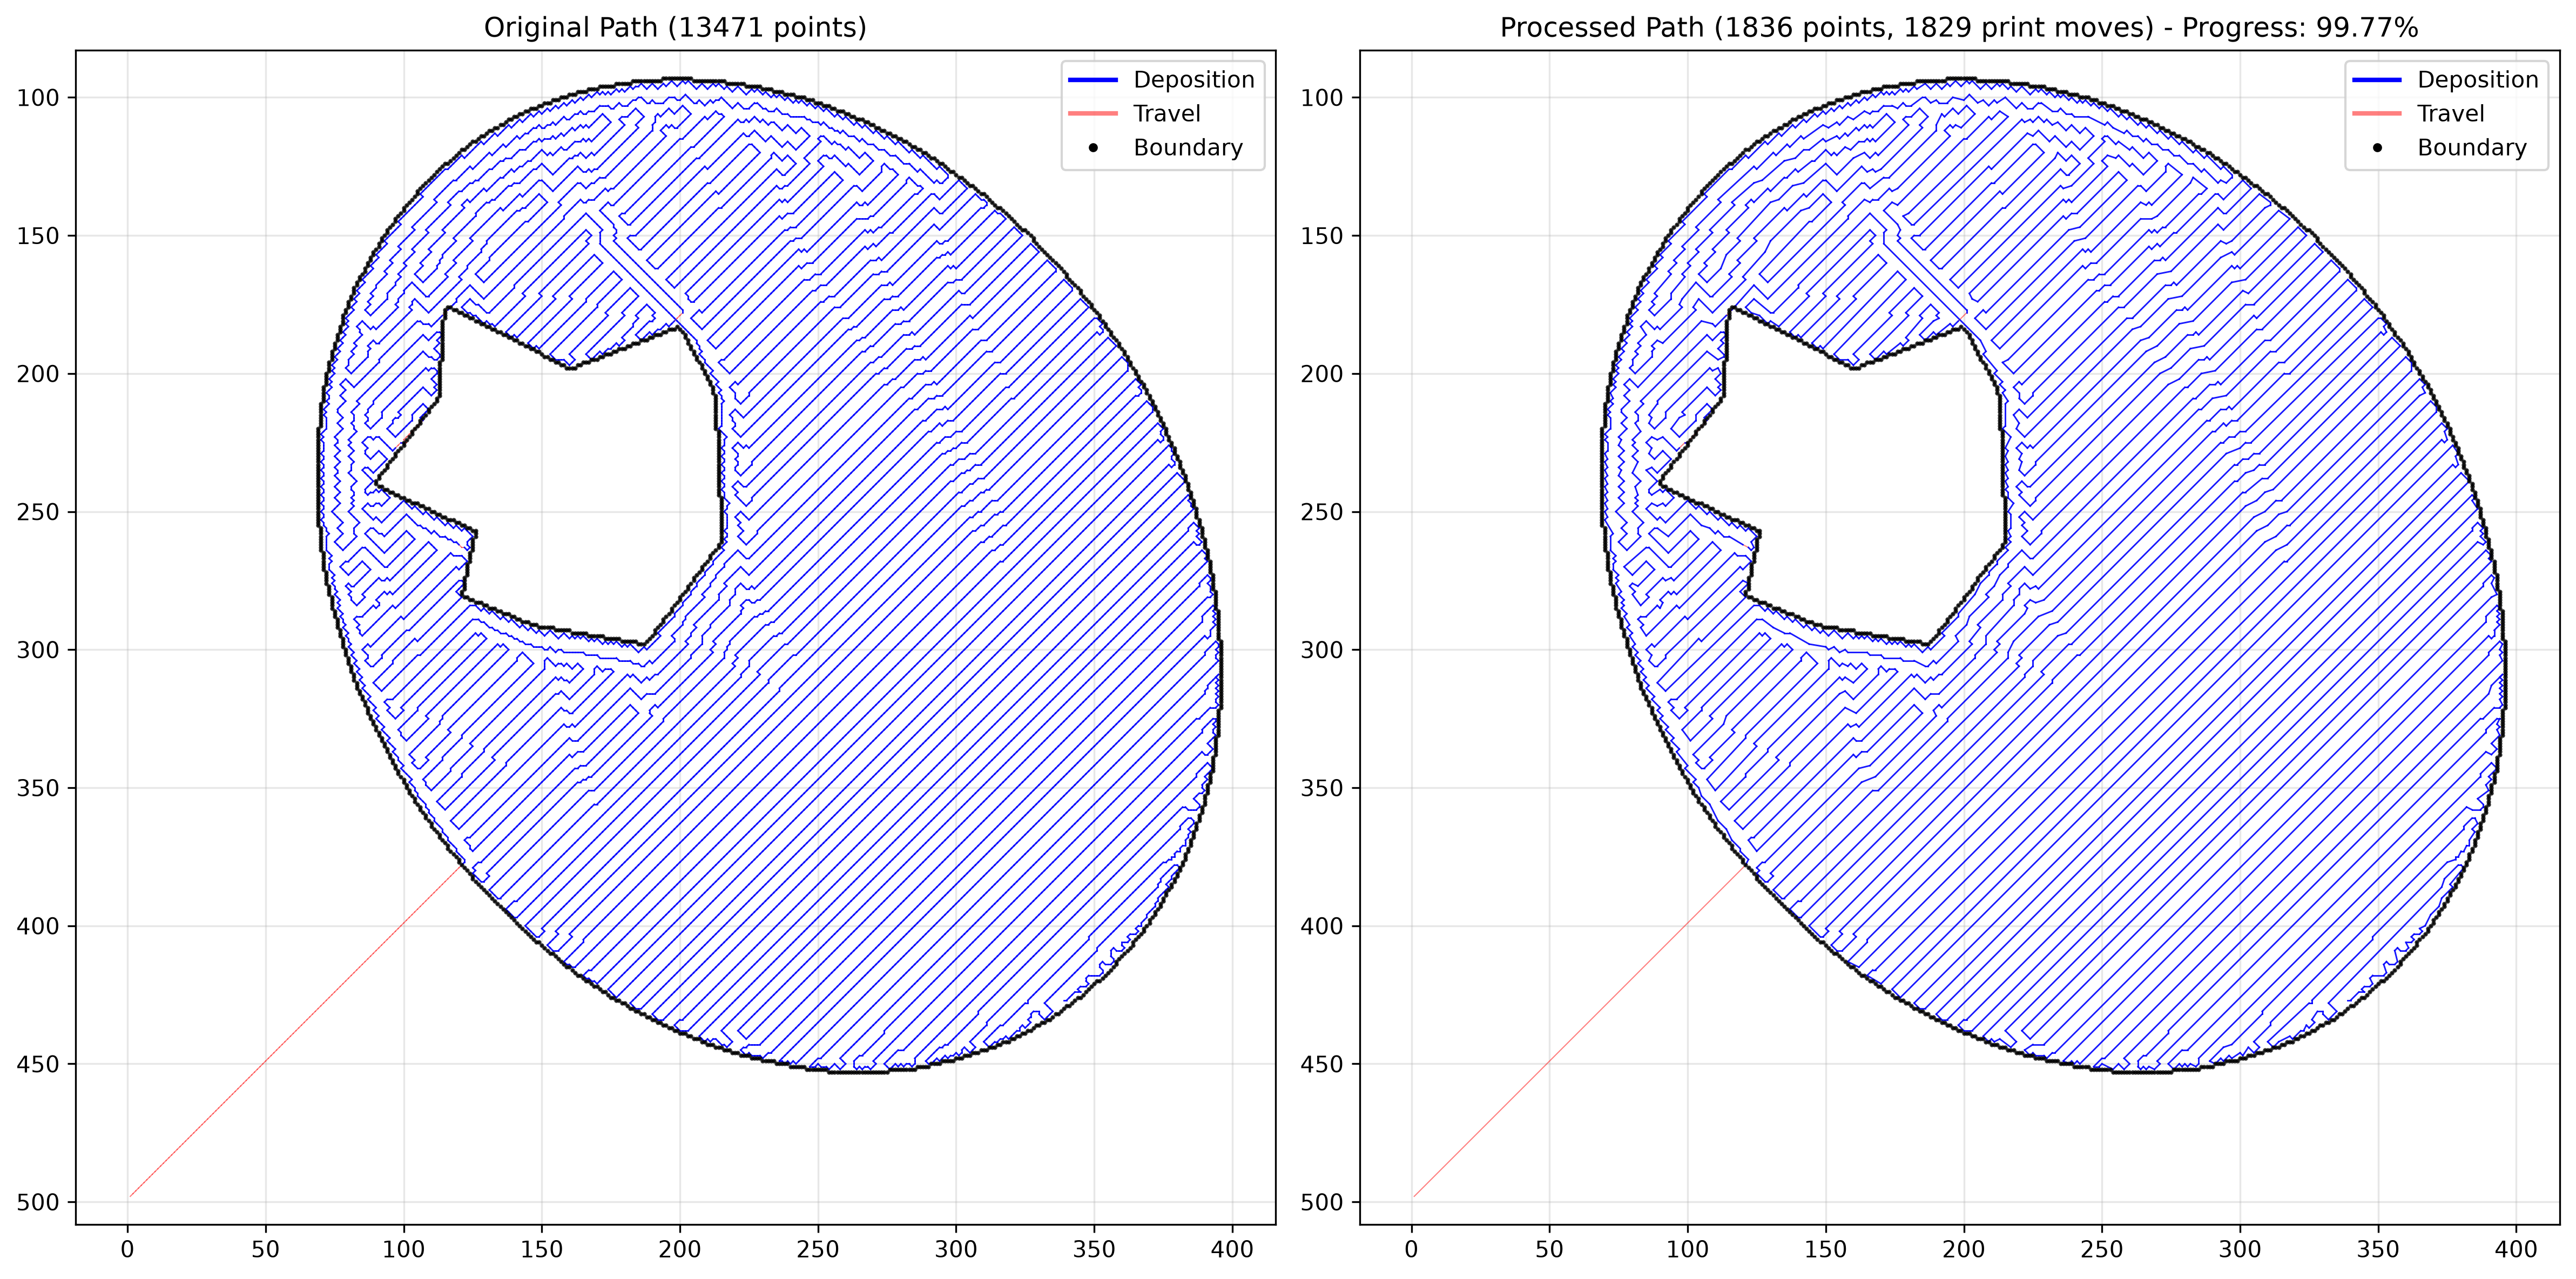 Original Path (13471 points)
Deposition
Travel
Boundary
100
150
200
250
300
350
400
450
500
0 50 100 150 200 250 300 350 400
Processed Path (1836 points, 1829 print moves) - Progress: 99.77%
Deposition
Travel
Boundary
100
150
200
250
300
350
400
450
500
0 50 100 150 200 250 300 350 400